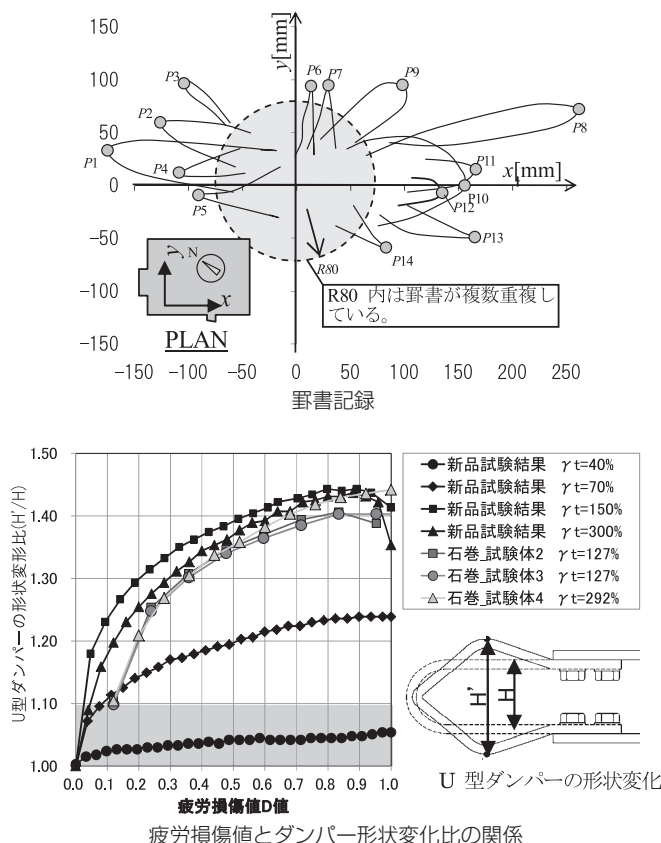 y[mm]
150
100
50
0
−50
−100
−150
−150
−100
−50
0
50
100
150
200
250
x[mm]
P1
P2
P3
P4
P5
P6
P7
P8
P9
P10
P11
P12
P13
P14
R80
R80 内は罫書が複数重複し
ている。
y
N
x
PLAN
罫書記録
U型ダンパーの形状変形比(H'/H)
1.50
1.40
1.30
1.20
1.10
1.00
0.0 0.1 0.2 0.3 0.4 0.5 0.6 0.7 0.8 0.9 1.0
疲労損傷値D値
新品試験結果 γt=40%
新品試験結果 γt=70%
新品試験結果 γt=150%
新品試験結果 γt=300%
石巻_試験体2 γt=127%
石巻_試験体3 γt=127%
石巻_試験体4 γt=292%
H'
H
U 型ダンパーの形状変化
疲労損傷値とダンパー形状変化比の関係